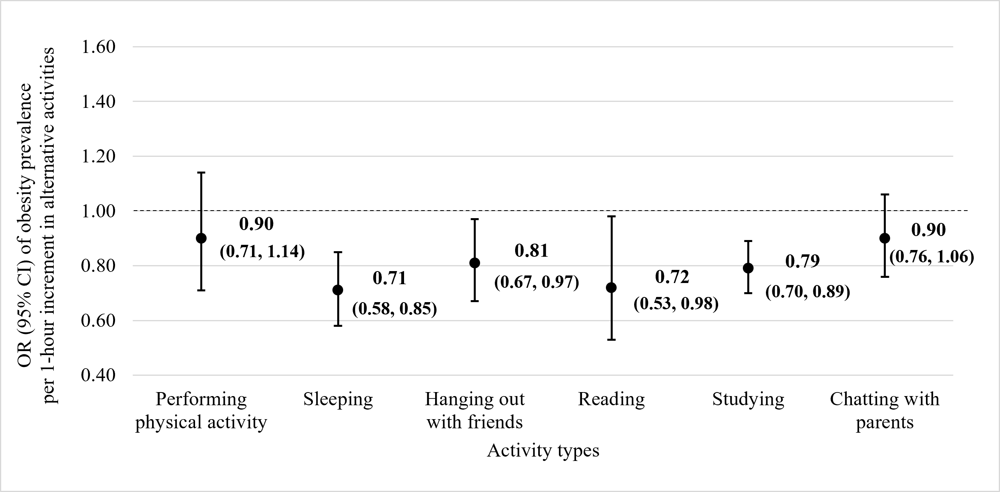 OR (95% CI) of obesity prevalence
per 1-hour increment in alternative activities
1.60
1.40
1.20
1.00
0.80
0.60
0.40
0.90
(0.71, 1.14)
0.71
(0.58, 0.85)
0.81
(0.67, 0.97)
0.72
(0.53, 0.98)
0.79
(0.70, 0.89)
0.90
(0.76, 1.06)
Performing
physical activity
Sleeping
Hanging out
with friends
Reading
Studying
Chatting with
parents
Activity types